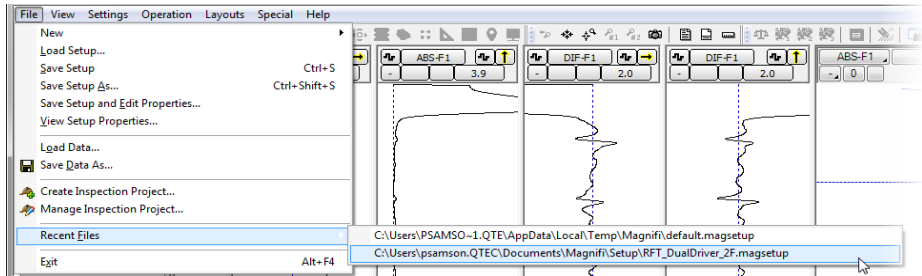 File View Settings Operation Layouts Special Help
New
Load Setup...
Save Setup Ctrl+S
Save Setup As... Ctrl+Shift+S
Save Setup and Edit Properties...
View Setup Properties...
Load Data...
Save Data As...
Create Inspection Project...
Manage Inspection Project...
Recent Files
Exit Alt+F4
ABS-F1 DIF-F1 DIF-F1 ABS-F1
- 3.9 - 2.0 - 2.0 - 0
C:\Users\PSAMSO~1.QTE\AppData\Local\Temp\Magnifi\default.magsetup
C:\Users\psamson.QTEC\Documents\Magnifi\Setup\RFT_DualDriver_2F.magsetup